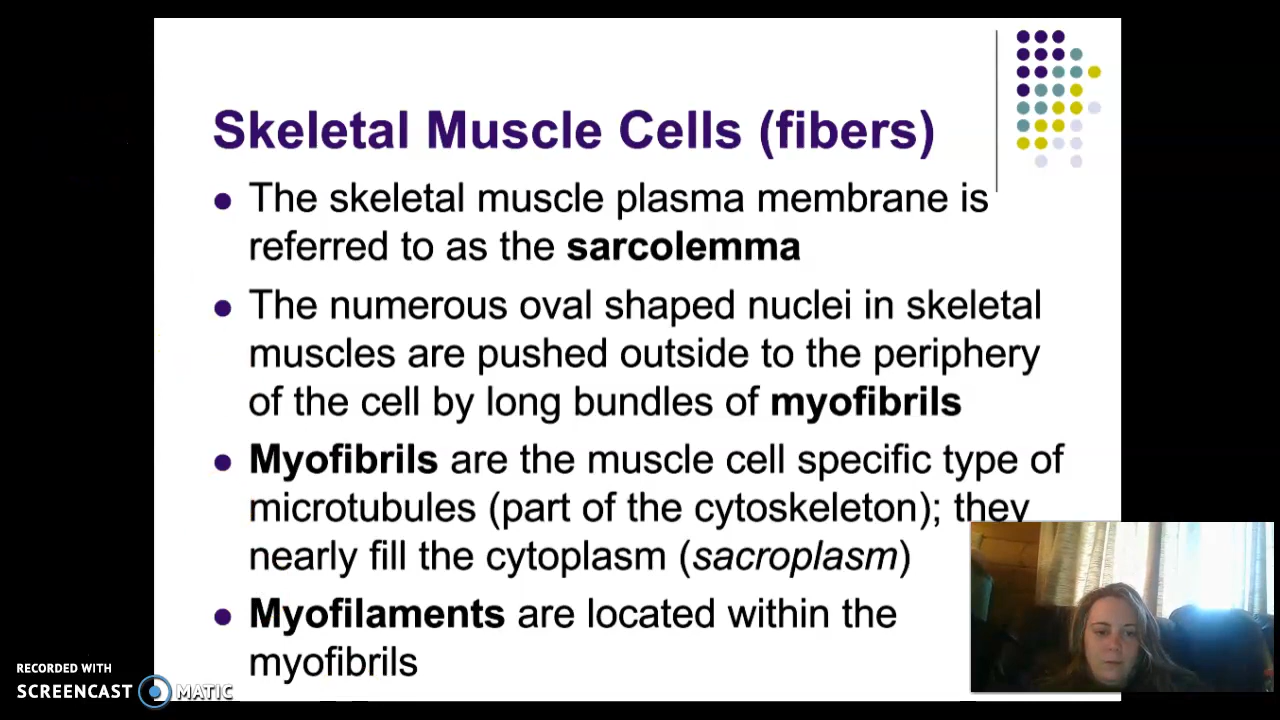 Skeletal Muscle Cells (fibers)
The skeletal muscle plasma membrane is
referred to as the sarcolemma
The numerous oval shaped nuclei in skeletal
muscles are pushed outside to the periphery
of the cell by long bundles of myofibrils
Myofibrils are the muscle cell specific type of
microtubules (part of the cytoskeleton); they
nearly fill the cytoplasm (sacroplasm)
Myofilaments are located within the
myofibrils
RECORDED WITH
SCREENCAST MATIC